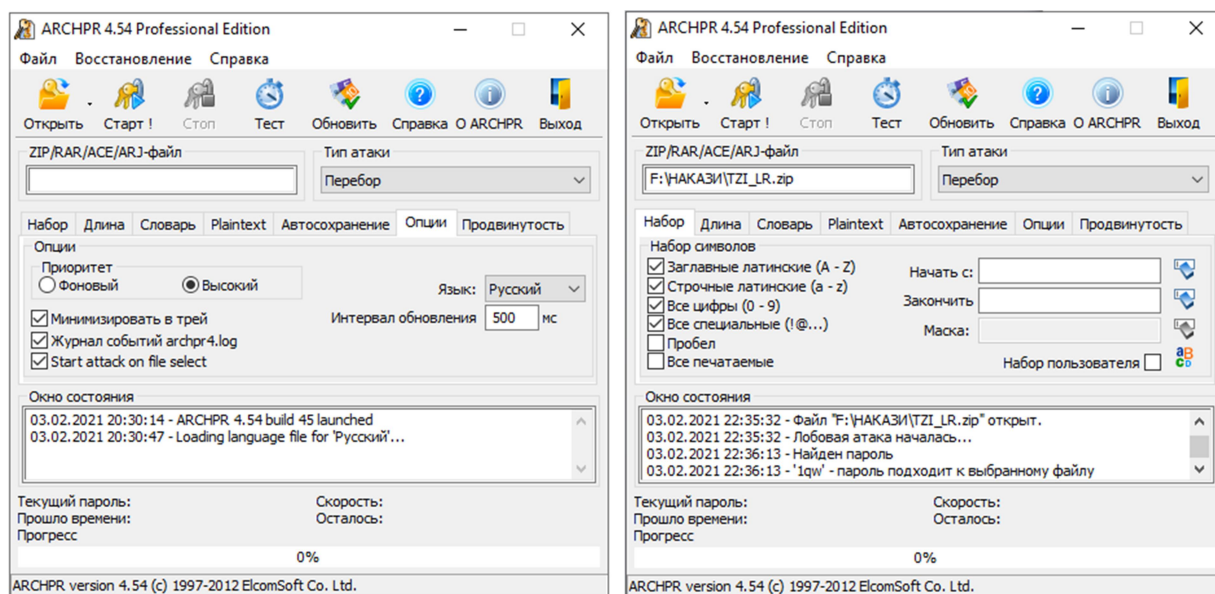 ARCHPR 4.54 Professional Edition
Файл Восстановление Справка
Открыть Старт ! Стоп Тест Обновить Справка О ARCHPR Выход
ZIP/RAR/ACE/ARJ-файл Тип атаки
Перебор
Набор Длина Словарь Plaintext Автосохранение Опции Продвинутость
Опции
Приоритет
Фоновый Высокий
Язык: Русский
Минимизировать в трей
Интервал обновления 500 мс
Журнал событий archpr4.log
Start attack on file select
Окно состояния
03.02.2021 20:30:14 - ARCHPR 4.54 build 45 launched
03.02.2021 20:30:47 - Loading language file for 'Русский'...
Текущий пароль: Скорость:
Прошло времени: Осталось:
Прогресс
0%
ARCHPR version 4.54 (c) 1997-2012 ElcomSoft Co. Ltd.
ARCHPR 4.54 Professional Edition
Файл Восстановление Справка
Открыть Старт ! Стоп Тест Обновить Справка О ARCHPR Выход
ZIP/RAR/ACE/ARJ-файл Тип атаки
F:\НАКАЗИ\TZI_LR.zip Перебор
Набор Длина Словарь Plaintext Автосохранение Опции Продвинутость
Набор символов
Заглавные латинские (A - Z) Начать с:
Строчные латинские (a - z)
Все цифры (0 - 9) Закончить
Все специальные (!@...) Маска:
Пробел
Все печатаемые Набор пользователя
Окно состояния
03.02.2021 22:35:32 - Файл "F:\НАКАЗИ\TZI_LR.zip" открыт.
03.02.2021 22:35:32 - Лобовая атака началась...
03.02.2021 22:36:13 - Найден пароль
03.02.2021 22:36:13 - '1qw' - пароль подходит к выбранному файлу
Текущий пароль: Скорость:
Прошло времени: Осталось:
Прогресс
0%
ARCHPR version 4.54 (c) 1997-2012 ElcomSoft Co. Ltd.